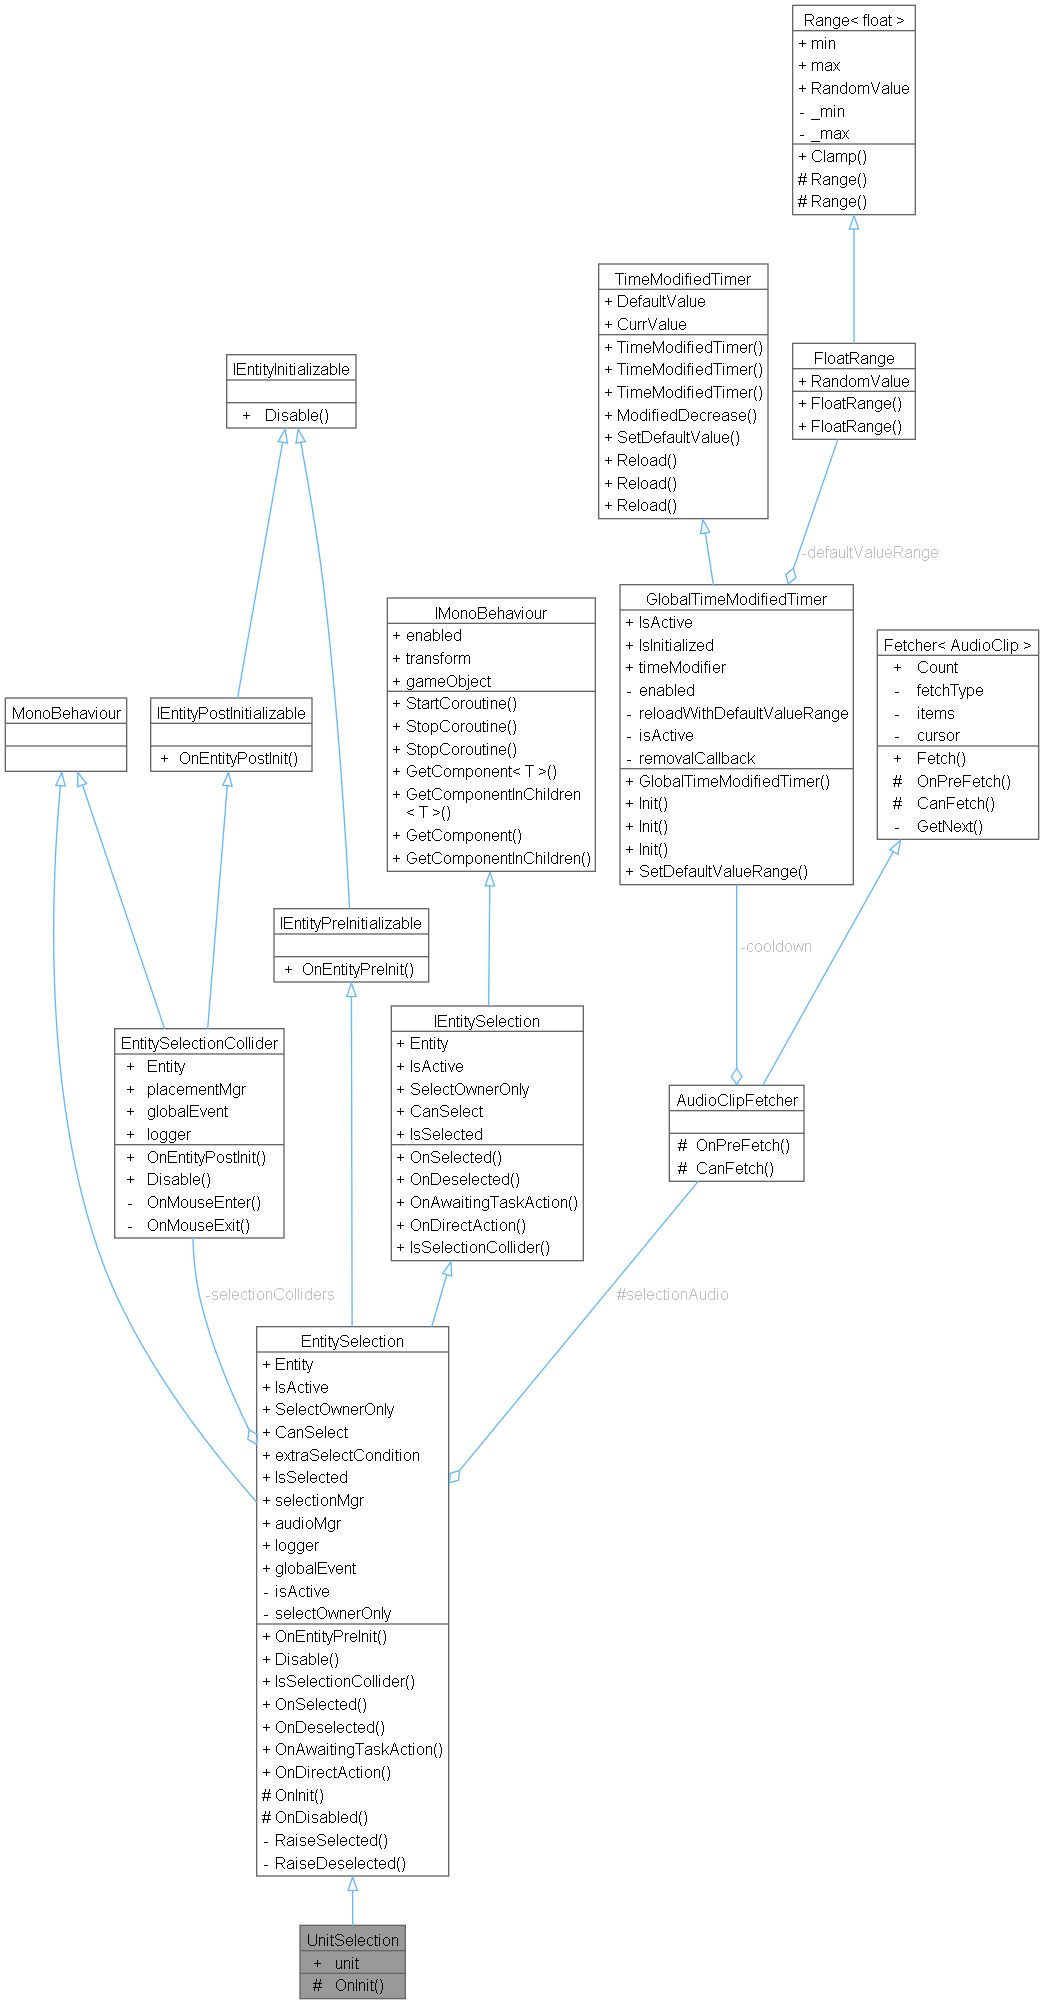 Range< float >
+ min
+ max
+ RandomValue
- _min
- _max
+ Clamp()
# Range()
# Range()
TimeModifiedTimer
+ DefaultValue
+ CurrValue
+ TimeModifiedTimer()
+ TimeModifiedTimer()
+ TimeModifiedTimer()
+ ModifiedDecrease()
+ SetDefaultValue()
+ Reload()
+ Reload()
+ Reload()
FloatRange
+ RandomValue
+ FloatRange()
+ FloatRange()
IEntityInitializable
+ Disable()
-defaultValueRange
GlobalTimeModifiedTimer
+ IsActive
+ IsInitialized
+ timeModifier
- enabled
- reloadWithDefaultValueRange
- isActive
- removalCallback
+ GlobalTimeModifiedTimer()
+ Init()
+ Init()
+ Init()
+ SetDefaultValueRange()
IMonoBehaviour
+ enabled
+ transform
+ gameObject
+ StartCoroutine()
+ StopCoroutine()
+ StopCoroutine()
+ GetComponent< T >()
+ GetComponentInChildren
< T >()
+ GetComponent()
+ GetComponentInChildren()
Fetcher< AudioClip >
+ Count
- fetchType
- items
- cursor
+ Fetch()
# OnPreFetch()
# CanFetch()
- GetNext()
MonoBehaviour
IEntityPostInitializable
+ OnEntityPostInit()
IEntityPreInitializable
+ OnEntityPreInit()
-cooldown
EntitySelectionCollider
+ Entity
+ placementMgr
+ globalEvent
+ logger
+ OnEntityPostInit()
+ Disable()
- OnMouseEnter()
- OnMouseExit()
IEntitySelection
+ Entity
+ IsActive
+ SelectOwnerOnly
+ CanSelect
+ IsSelected
+ OnSelected()
+ OnDeselected()
+ OnAwaitingTaskAction()
+ OnDirectAction()
+ IsSelectionCollider()
AudioClipFetcher
# OnPreFetch()
# CanFetch()
-selectionColliders
#selectionAudio
EntitySelection
+ Entity
+ IsActive
+ SelectOwnerOnly
+ CanSelect
+ extraSelectCondition
+ IsSelected
+ selectionMgr
+ audioMgr
+ logger
+ globalEvent
- isActive
- selectOwnerOnly
+ OnEntityPreInit()
+ Disable()
+ IsSelectionCollider()
+ OnSelected()
+ OnDeselected()
+ OnAwaitingTaskAction()
+ OnDirectAction()
# OnInit()
# OnDisabled()
- RaiseSelected()
- RaiseDeselected()
UnitSelection
+ unit
# OnInit()